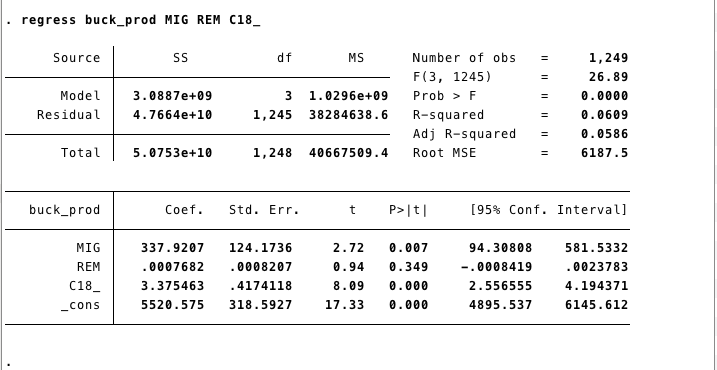 . regress buck_prod MIG REM C18_
Source SS df MS Number of obs = 1,249
F(3, 1245) = 26.89
Model 3.0887e+09 3 1.0296e+09 Prob > F = 0.0000
Residual 4.7664e+10 1,245 38284638.6 R-squared = 0.0609
Adj R-squared = 0.0586
Total 5.0753e+10 1,248 40667509.4 Root MSE = 6187.5
buck_prod Coef. Std. Err. t P>|t| [95% Conf. Interval]
MIG 337.9207 124.1736 2.72 0.007 94.30808 581.5332
REM .0007682 .0008207 0.94 0.349 -.0008419 .0023783
C18_ 3.375463 .4174118 8.09 0.000 2.556555 4.194371
_cons 5520.575 318.5927 17.33 0.000 4895.537 6145.612
.